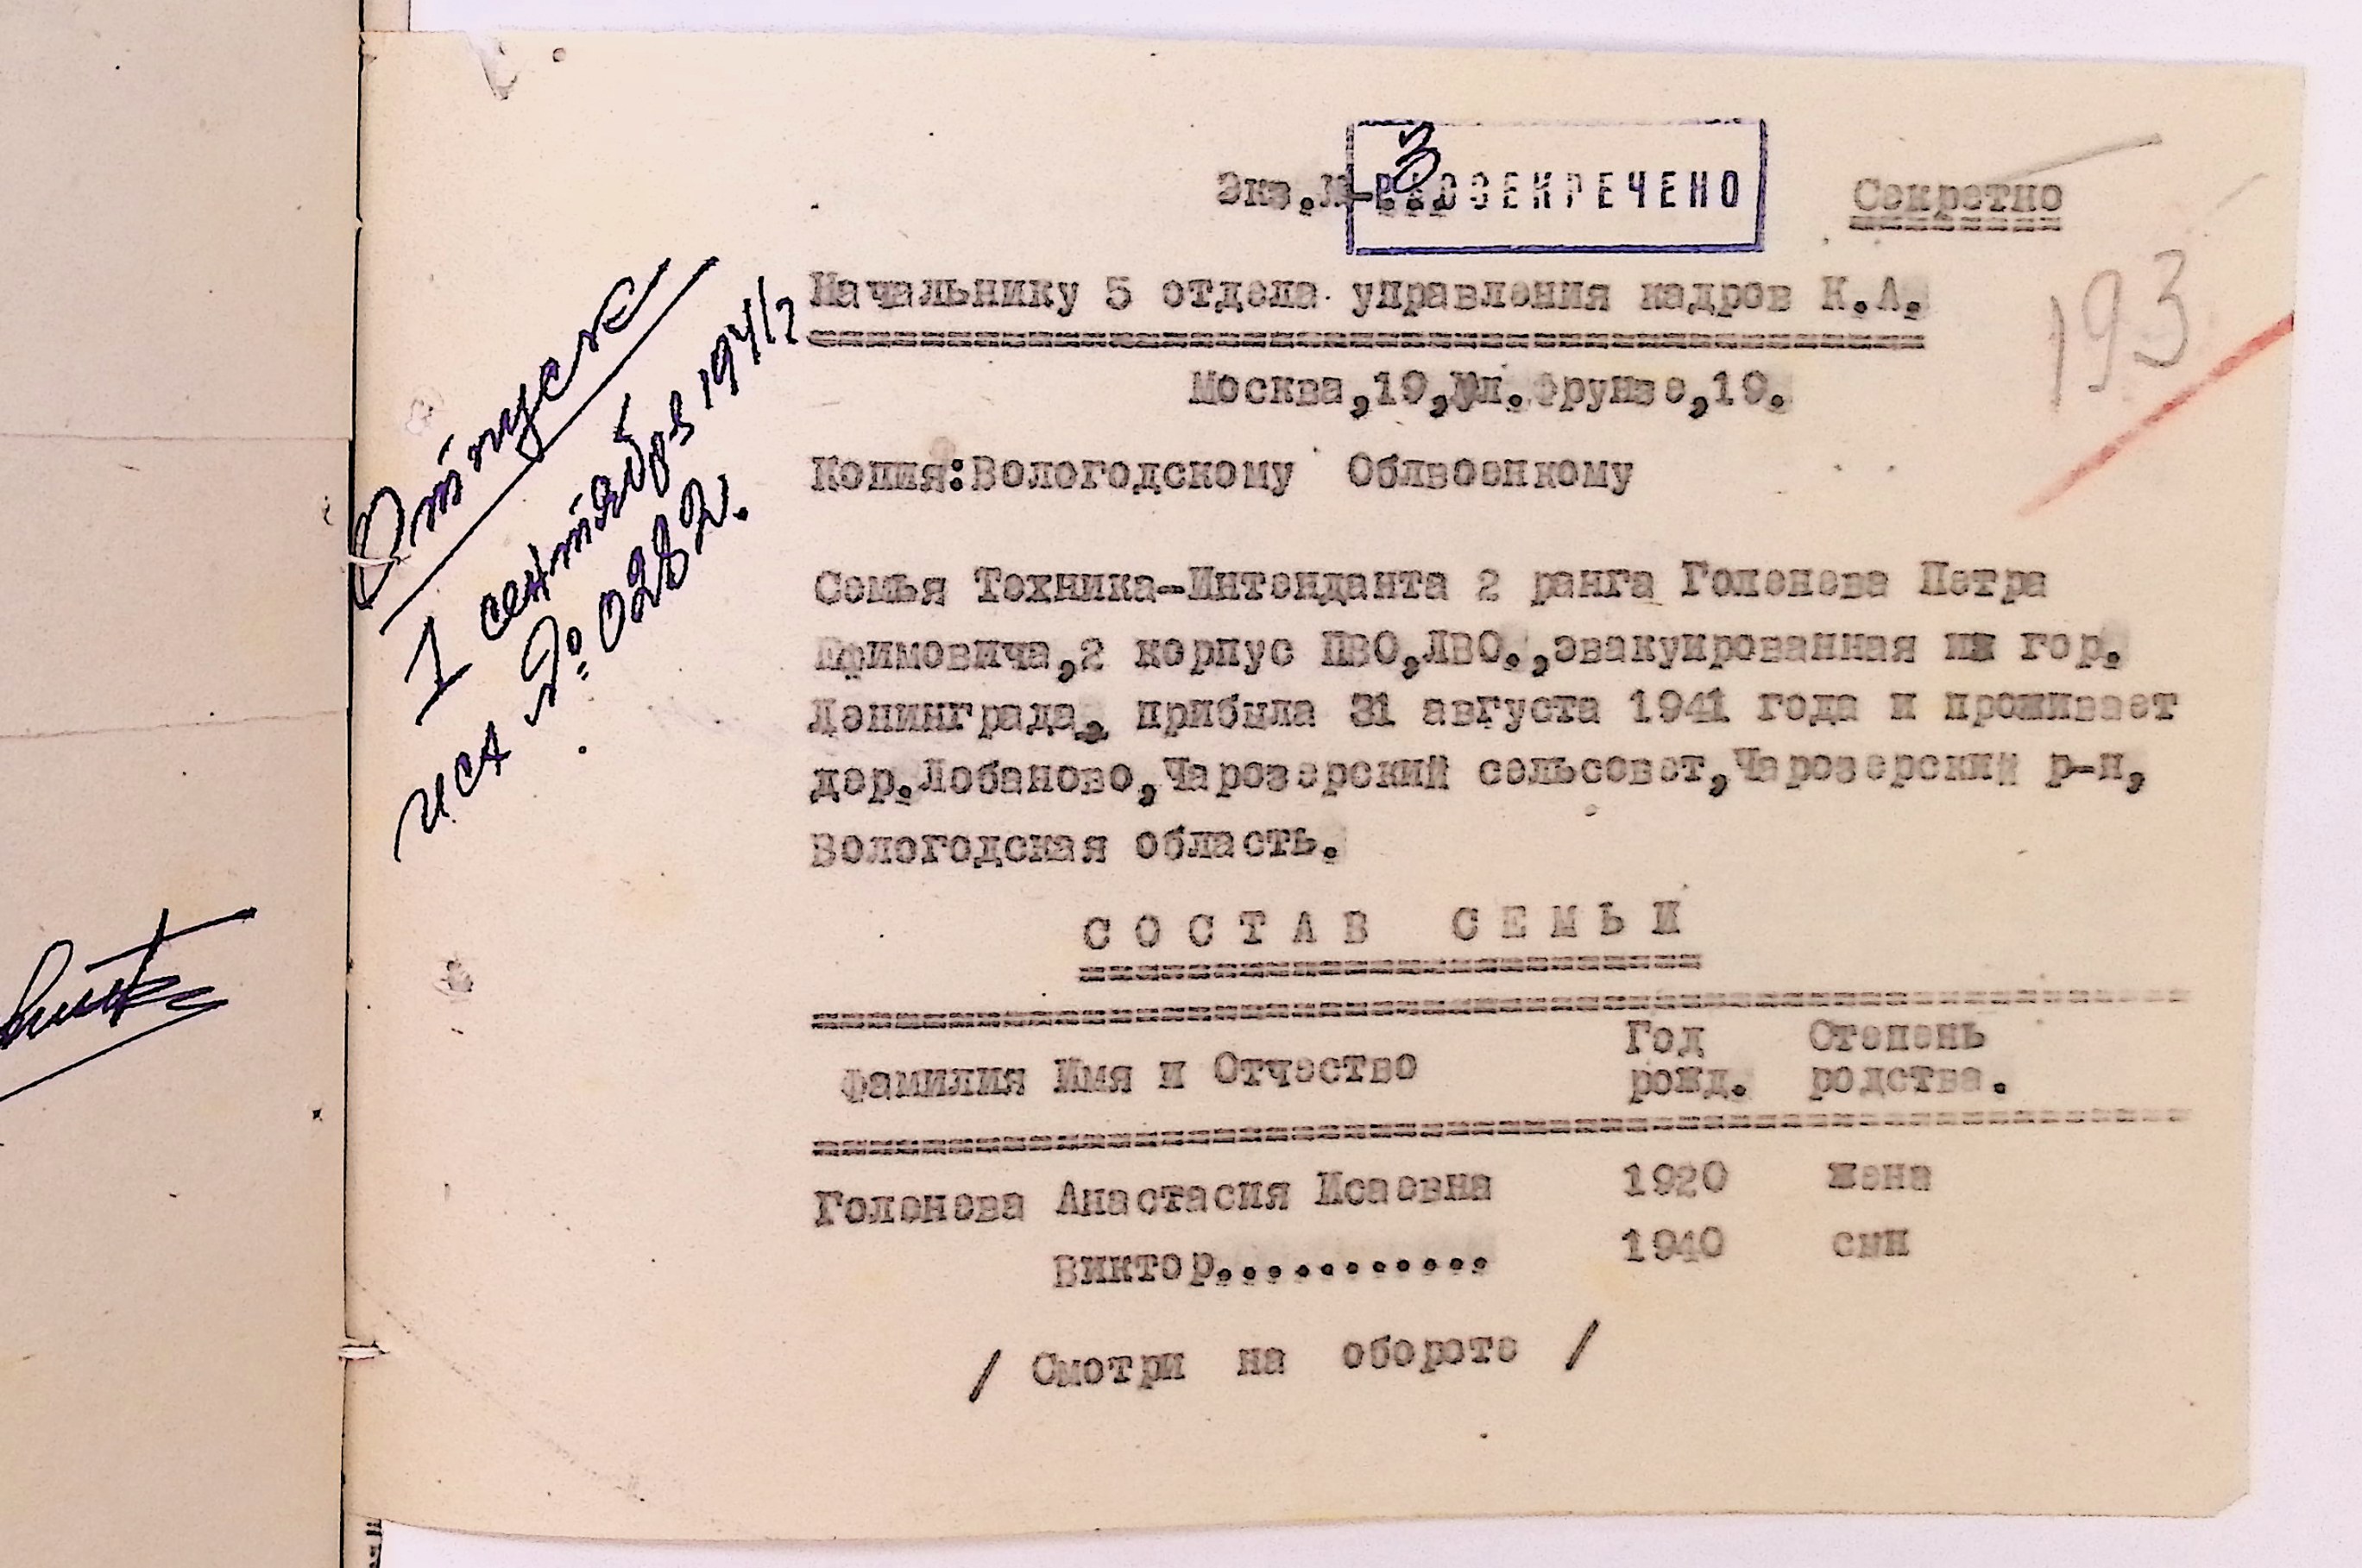 Экз.№-3 РАССЕКРЕЧЕНО Секретно
193
Начальнику 5 отдела управления кадров К.А.
Москва,19,ул.Фрунзе,19.
Копия:Вологодскому Облвоенкому
Отпуск
1 сентября 1941 г
исх № 0282.
Семья Техника-Интенданта 2 ранга Голенева Петра
Ефимовича,2 корпус ПВО,ЛВО.,эвакуированная из гор.
Ленинграда, прибыла 31 августа 1941 года и проживает
дер.Лобаново,Чарозерский сельсовет,Чарозерский р-н,
Вологодская область.
СОСТАВ СЕМЬИ
Фамилия Имя и Отчество Год рожд. Степень родства.
Голенева Анастасия Исаевна 1920 жена
Виктор........... 1940 сын
/ Смотри на обороте /